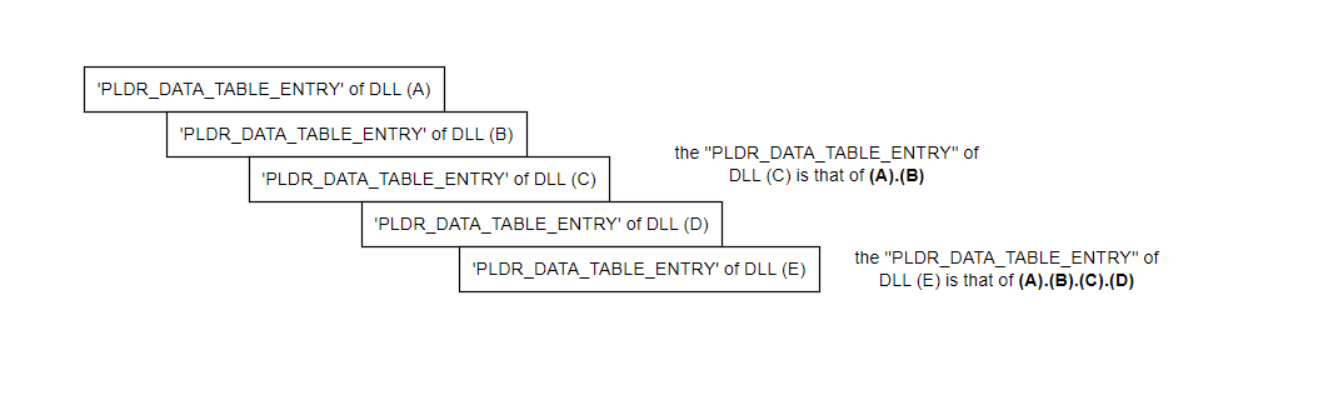 'PLDR_DATA_TABLE_ENTRY' of DLL (A)
'PLDR_DATA_TABLE_ENTRY' of DLL (B)
the "PLDR_DATA_TABLE_ENTRY" of
DLL (C) is that of (A).(B)
'PLDR_DATA_TABLE_ENTRY' of DLL (C)
'PLDR_DATA_TABLE_ENTRY' of DLL (D)
'PLDR_DATA_TABLE_ENTRY' of DLL (E)
the "PLDR_DATA_TABLE_ENTRY" of
DLL (E) is that of (A).(B).(C).(D)